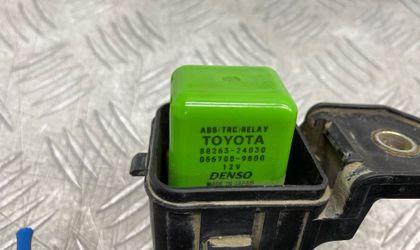 ABS(TRC)RELAY
TOYOTA
88263-24030
056700-9800
12V
DENSO
MADE IN JAPAN